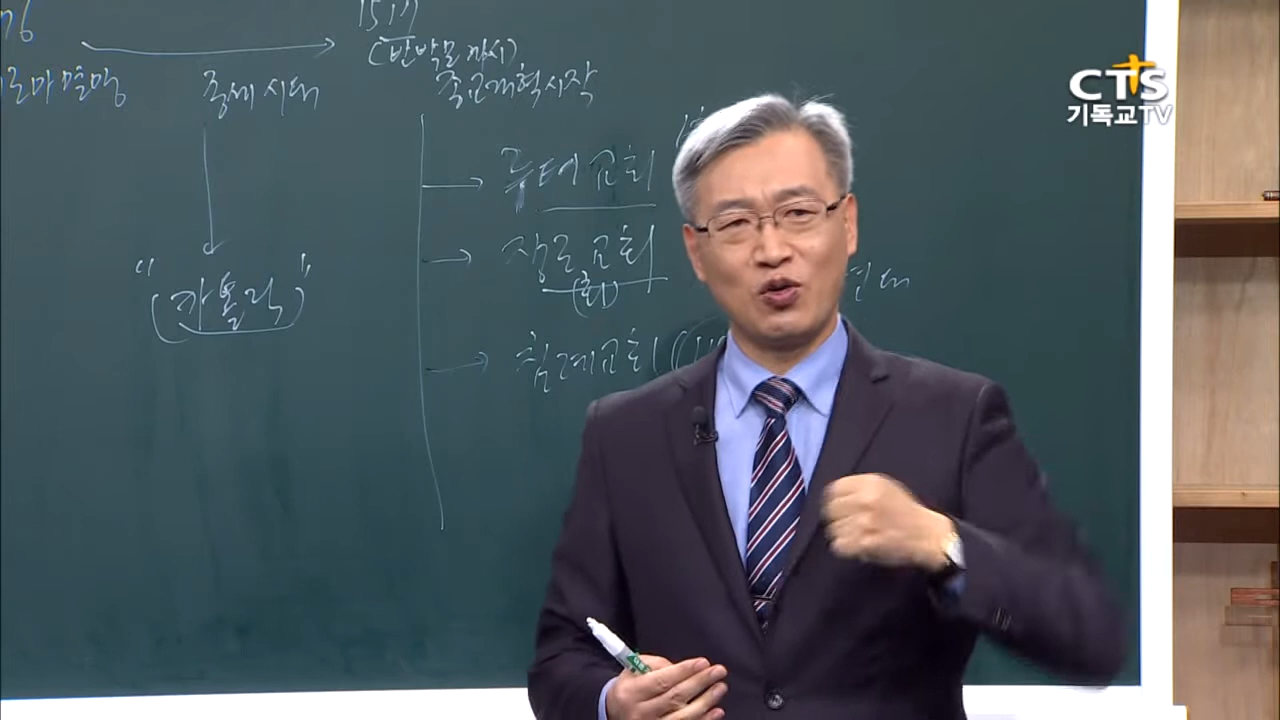 76
1517
(반박문 게시)
로마 멸망
중세 시대
종교개혁 시작
루터 교회
장로 교회
(회)
"(카톨릭)"
침례교회
CTS
기독교TV